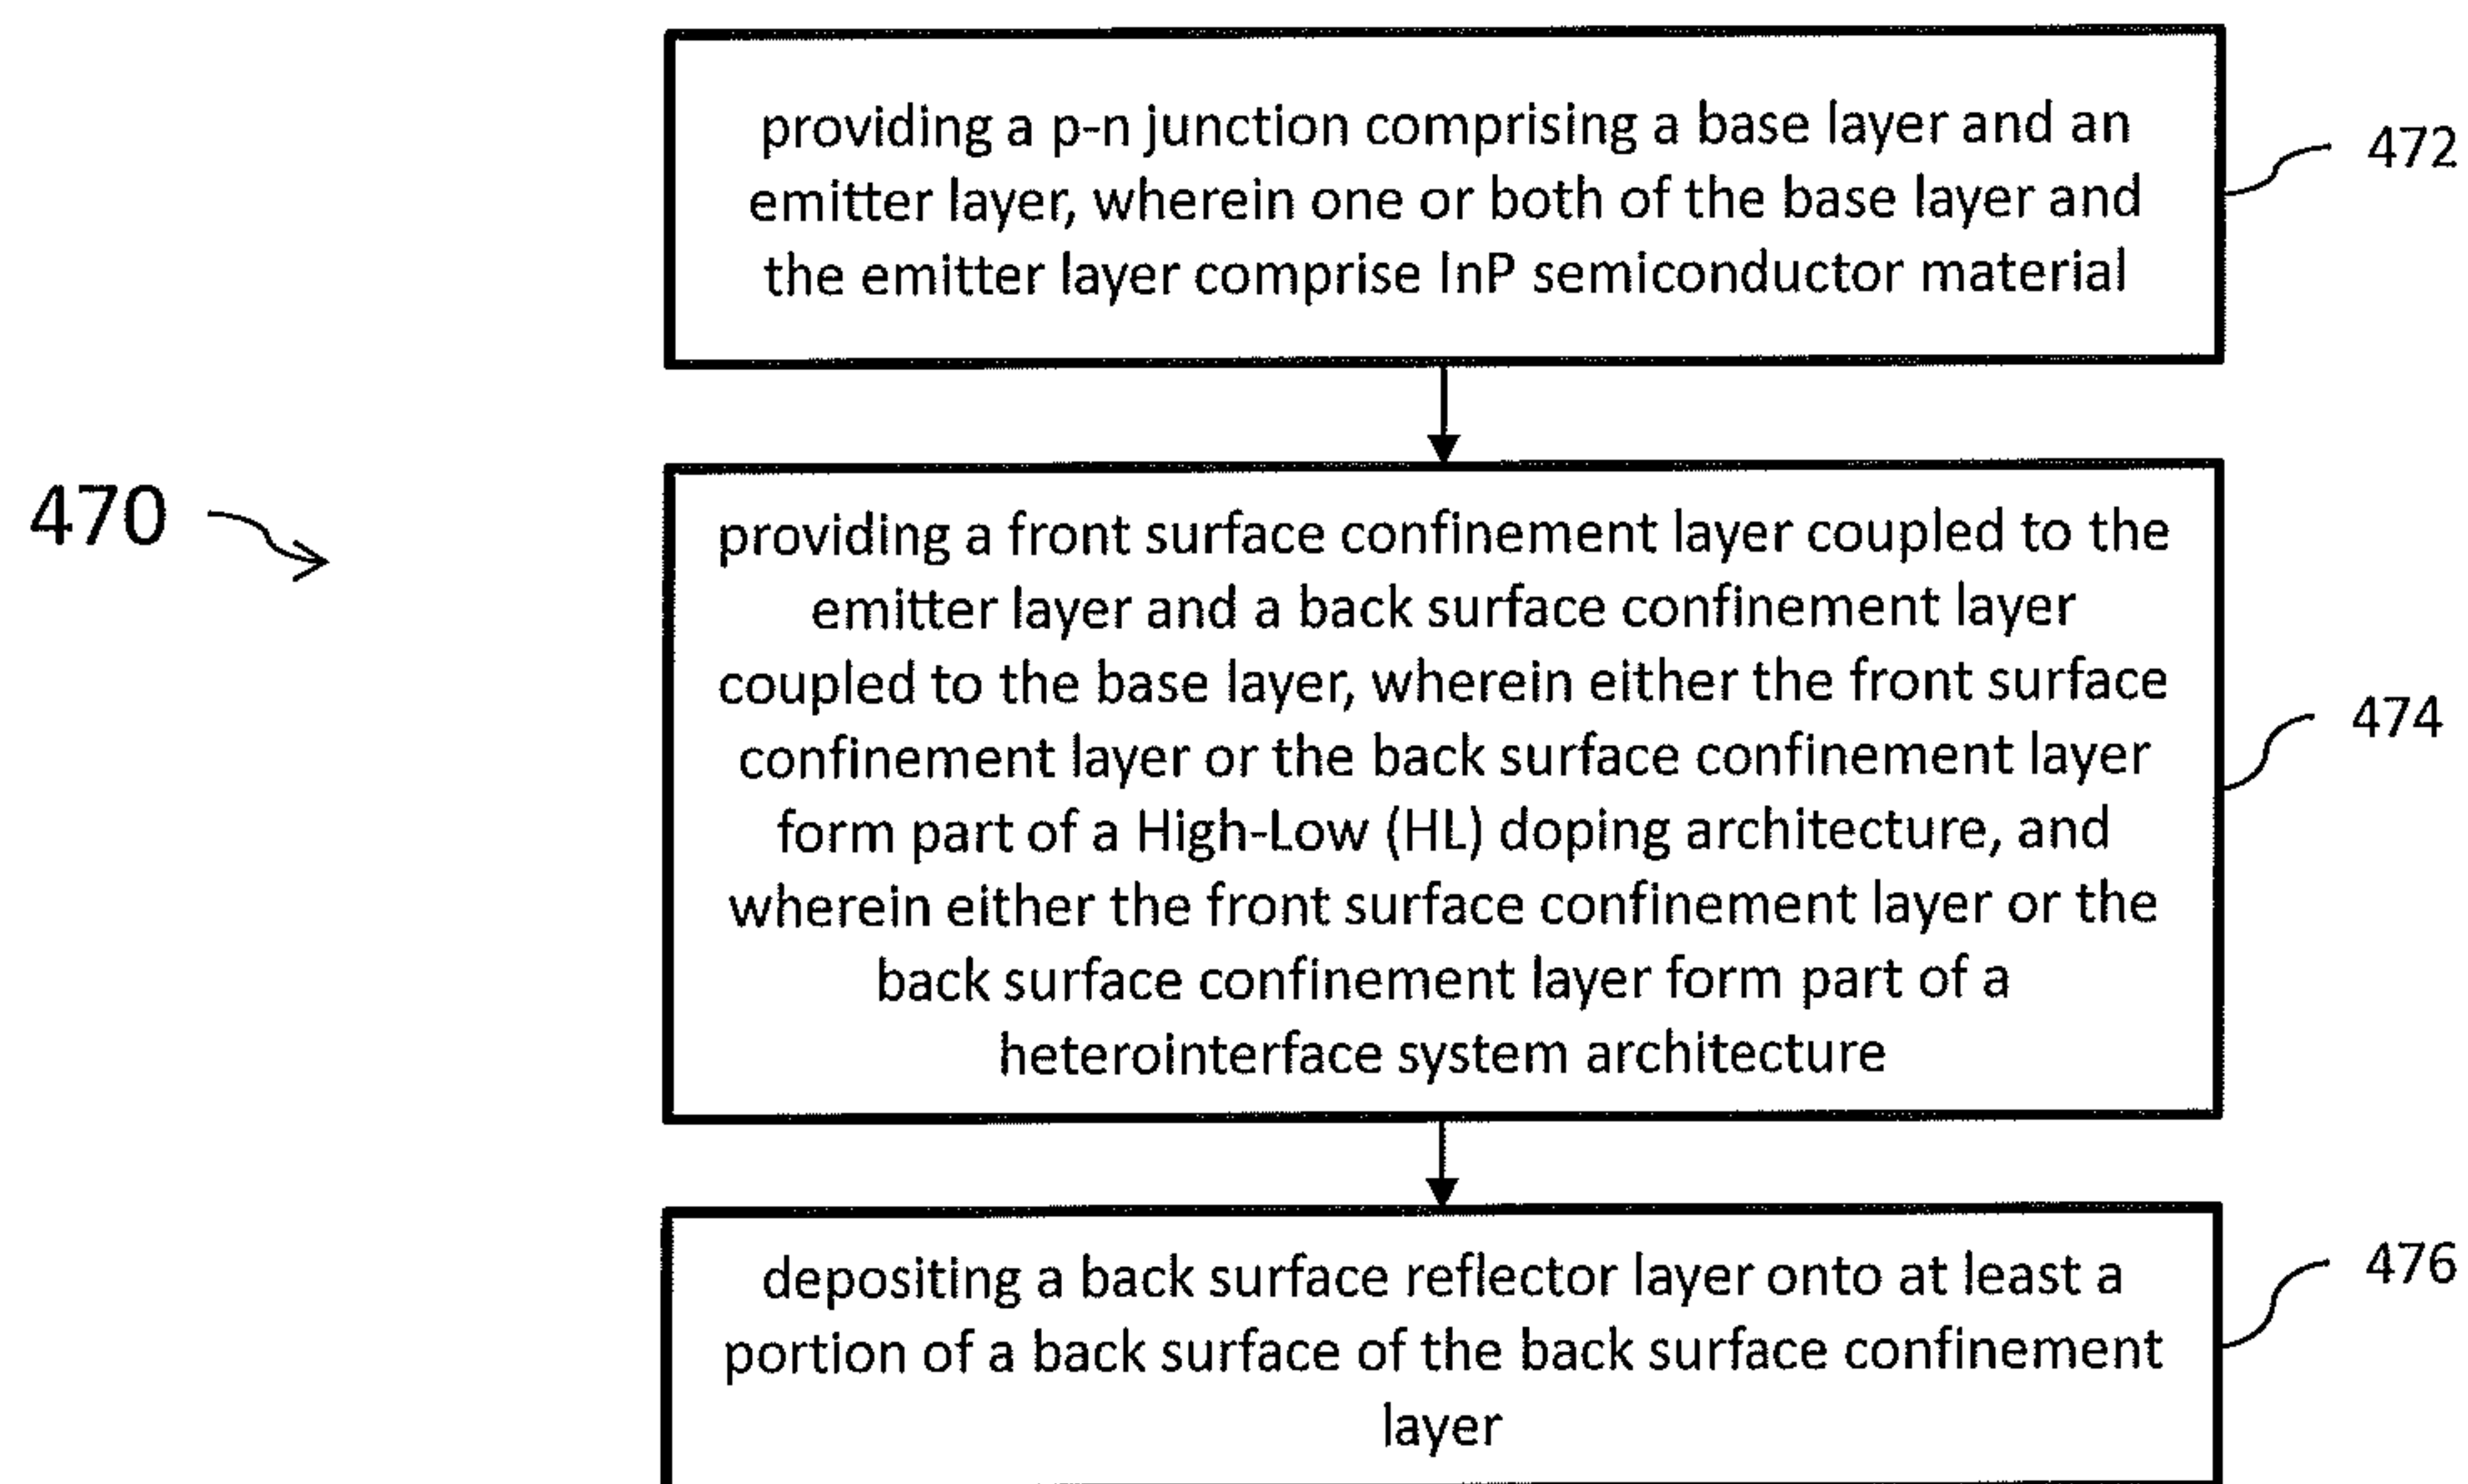 providing a p-n junction comprising a base layer and an
emitter layer, wherein one or both of the base layer and
the emitter layer comprise InP semiconductor material
472
470
providing a front surface confinement layer coupled to the
emitter layer and a back surface confinement layer
coupled to the base layer, wherein either the front surface
confinement layer or the back surface confinement layer
form part of a High-Low (HL) doping architecture, and
wherein either the front surface confinement layer or the
back surface confinement layer form part of a
heterointerface system architecture
474
depositing a back surface reflector layer onto at least a
portion of a back surface of the back surface confinement
layer
476